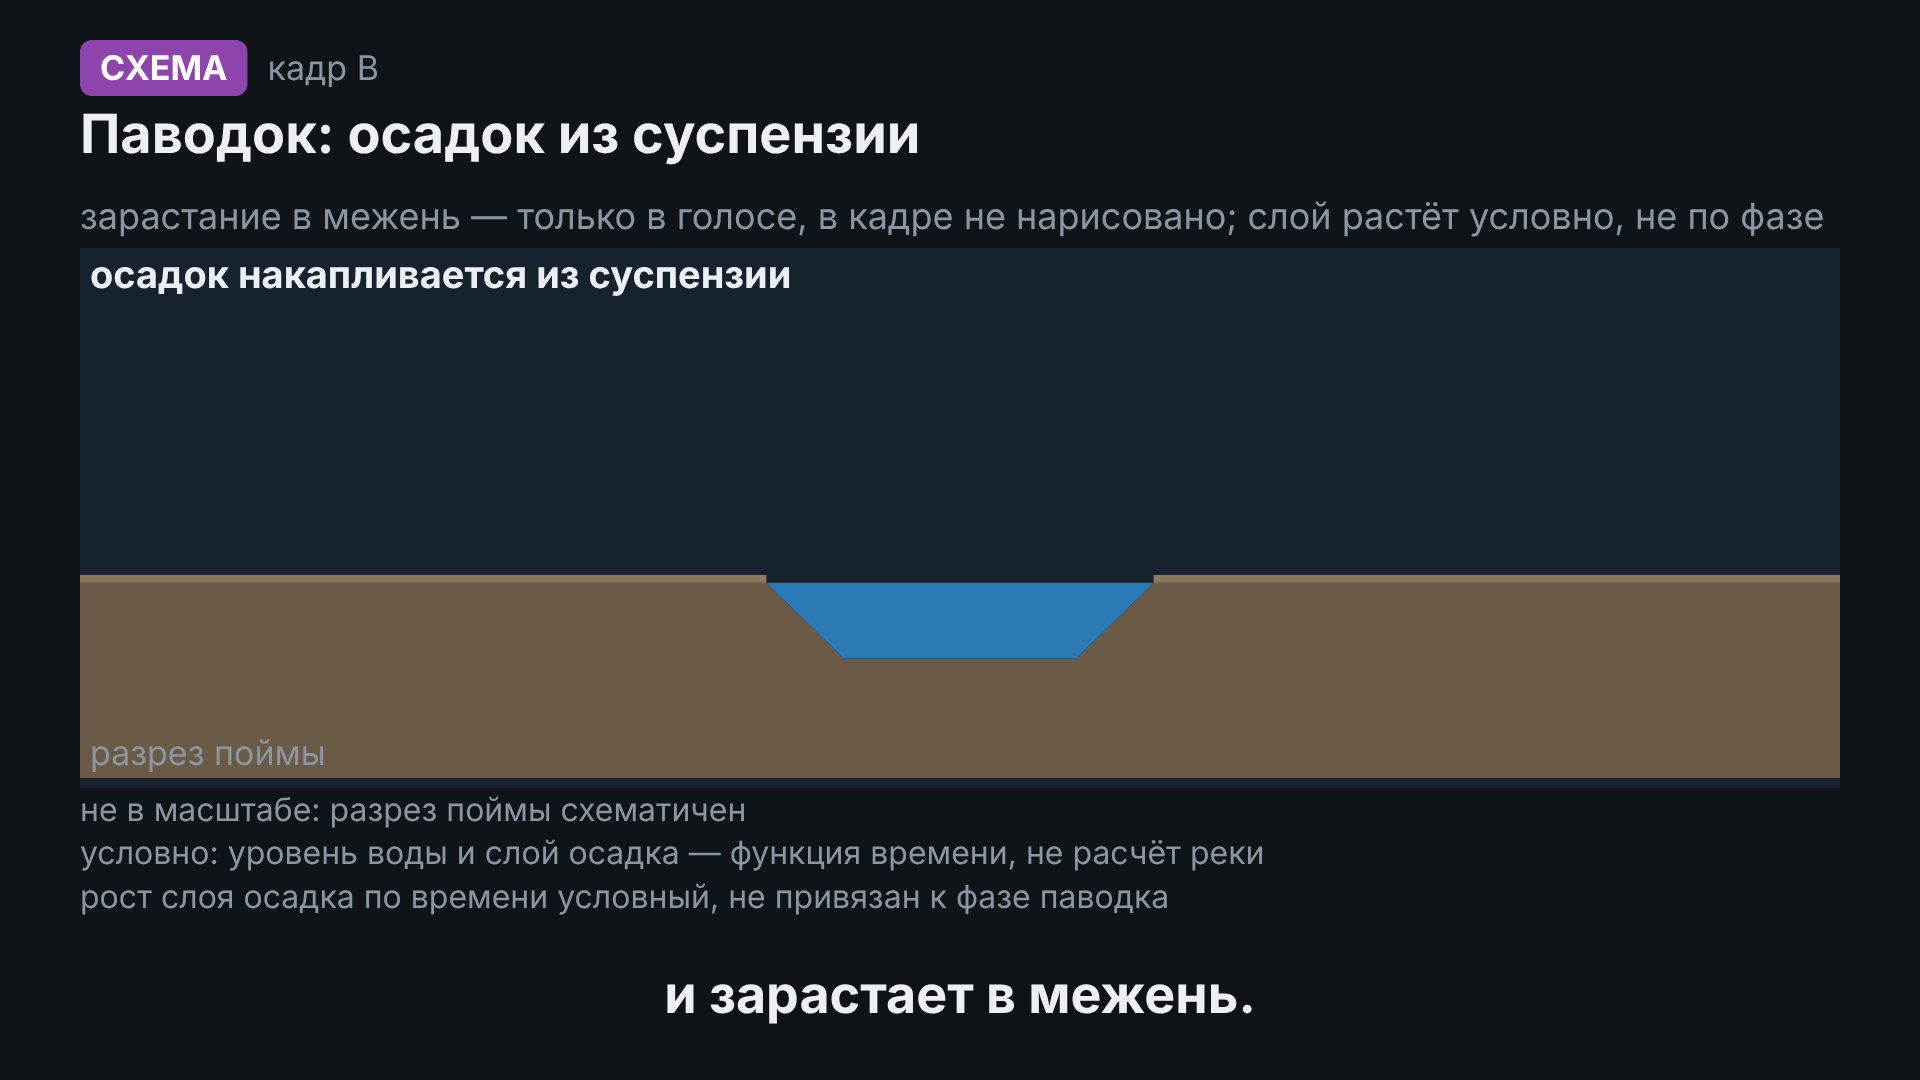 СХЕМА кадр B
Паводок: осадок из суспензии
зарастание в межень — только в голосе, в кадре не нарисовано; слой растёт условно, не по фазе
осадок накапливается из суспензии
разрез поймы
не в масштабе: разрез поймы схематичен
условно: уровень воды и слой осадка — функция времени, не расчёт реки
рост слоя осадка по времени условный, не привязан к фазе паводка
и зарастает в межень.